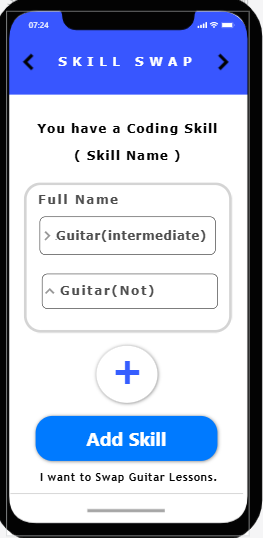 07:24
SKILL SWAP
You have a Coding Skill
( Skill Name )
Full Name
Guitar(intermediate)
Guitar(Not)
Add Skill
I want to Swap Guitar Lessons.